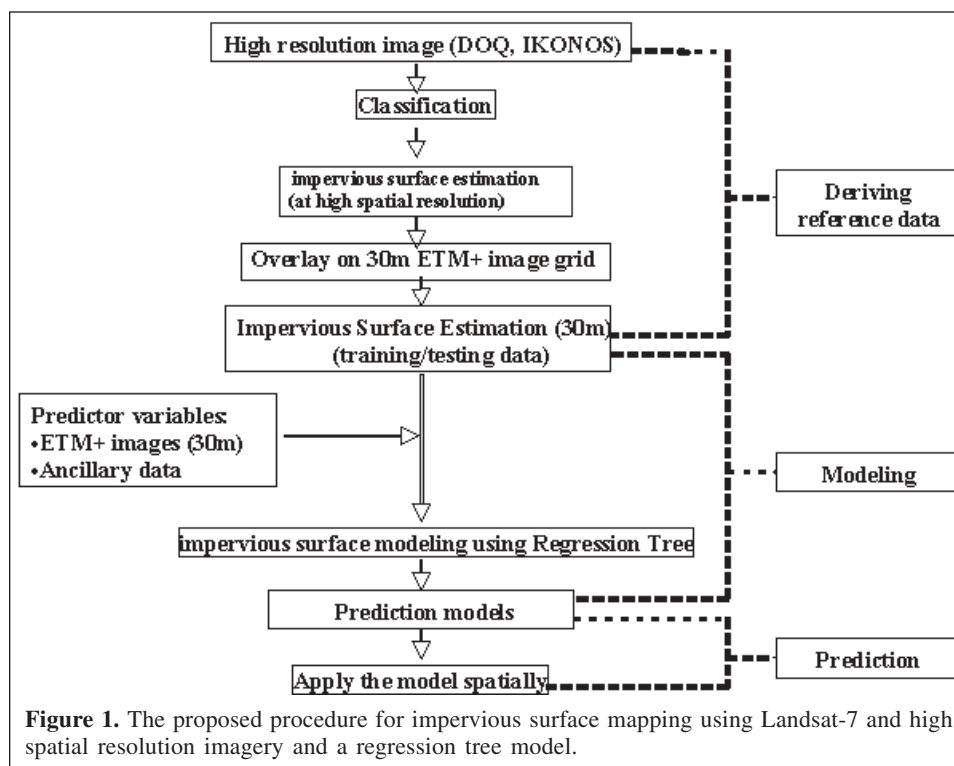 High resolution image (DOQ, IKONOS)
Classification
impervious surface estimation
(at high spatial resolution)
Overlay on 30m ETM+ image grid
Impervious Surface Estimation (30m)
(training/testing data)
Predictor variables:
•ETM+ images (30m)
•Ancillary data
impervious surface modeling using Regression Tree
Prediction models
Apply the model spatially
Deriving
reference data
Modeling
Prediction
Figure 1. The proposed procedure for impervious surface mapping using Landsat-7 and high
spatial resolution imagery and a regression tree model.